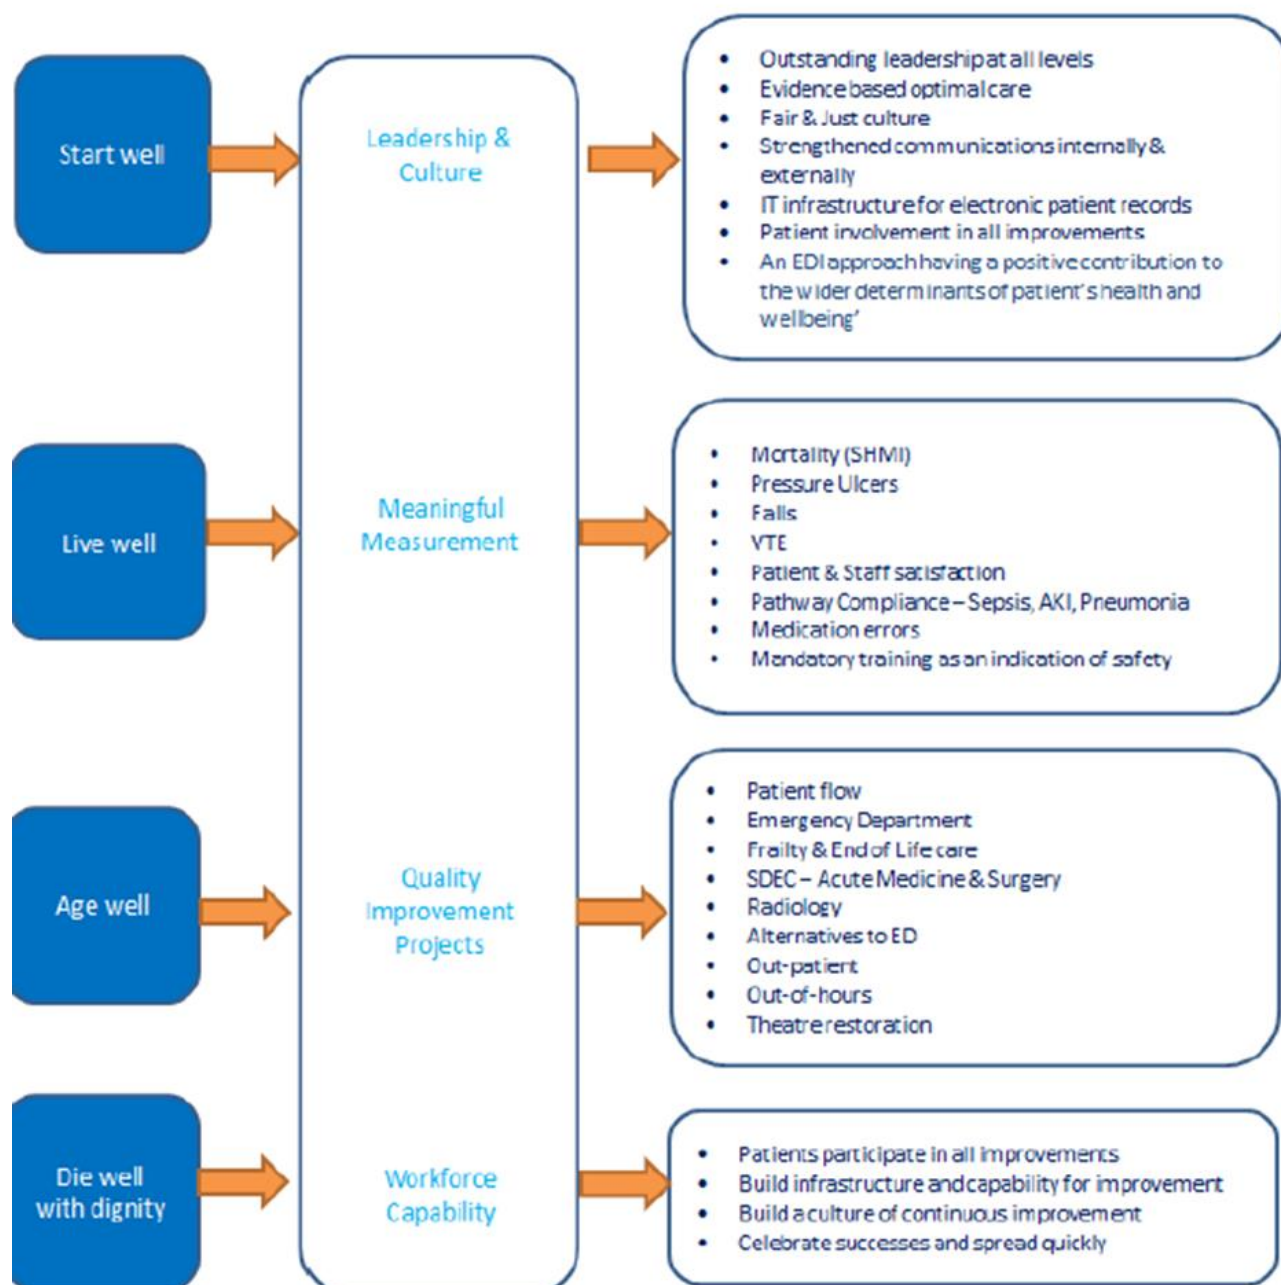 Start well
Leadership &
Culture
• Outstanding leadership at all levels
• Evidence based optimal care
• Fair & Just culture
• Strengthened communications internally &
externally
• IT infrastructure for electronic patient records
• Patient involvement in all improvements
• An EDI approach having a positive contribution to
the wider determinants of patient's health and
wellbeing'
Live well
Meaningful
Measurement
• Mortality (SHMI)
• Pressure Ulcers
• Falls
• VTE
• Patient & Staff satisfaction
• Pathway Compliance – Sepsis, AKI, Pneumonia
• Medication errors
• Mandatory training as an indication of safety
Age well
Quality
Improvement
Projects
• Patient flow
• Emergency Department
• Frailty & End of Life care
• SDEC – Acute Medicine & Surgery
• Radiology
• Alternatives to ED
• Out-patient
• Out-of-hours
• Theatre restoration
Die well
with dignity
Workforce
Capability
• Patients participate in all improvements
• Build infrastructure and capability for improvement
• Build a culture of continuous improvement
• Celebrate successes and spread quickly